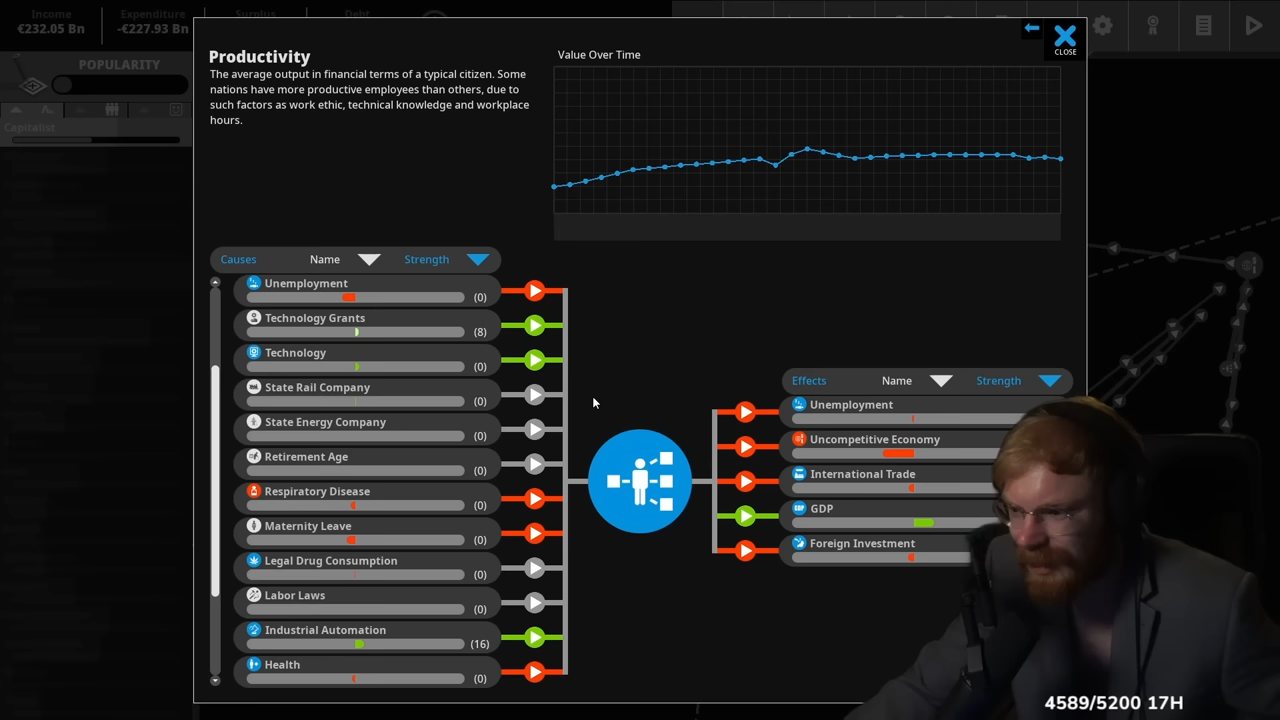 Income
Expenditure
Surplus
Debt
€232.05 Bn
-€227.93 Bn
POPULARITY
Capitalist
CLOSE
Productivity
The average output in financial terms of a typical citizen. Some
nations have more productive employees than others, due to
such factors as work ethic, technical knowledge and workplace
hours.
Value Over Time
Causes
Name
Strength
Unemployment
(0)
Technology Grants
(8)
Technology
(0)
State Rail Company
(0)
State Energy Company
(0)
Retirement Age
(0)
Respiratory Disease
(0)
Maternity Leave
(0)
Legal Drug Consumption
(0)
Labor Laws
(0)
Industrial Automation
(16)
Health
(0)
Effects
Name
Strength
Unemployment
Uncompetitive Economy
International Trade
GDP
Foreign Investment
4589/5200 17H